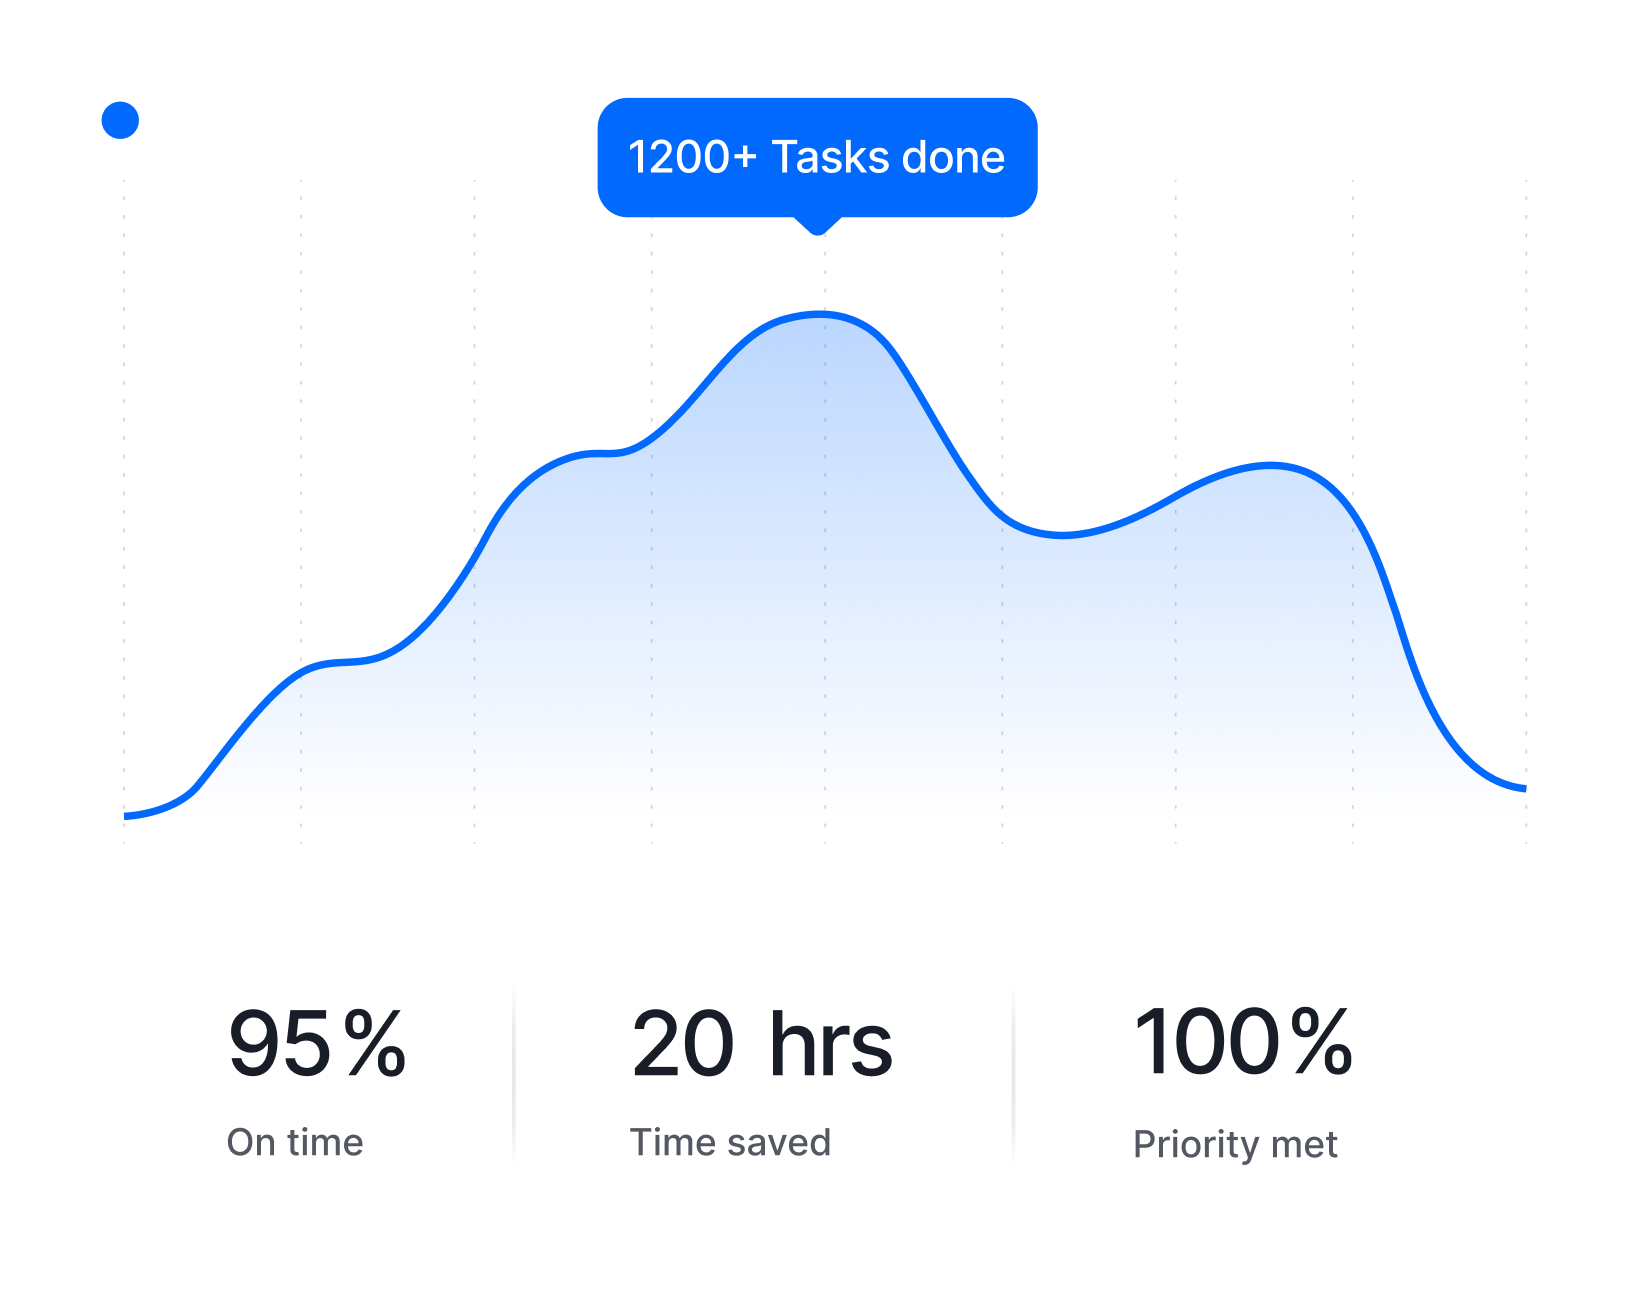 1200+ Tasks done
95%
20 hrs
100%
On time
Time saved
Priority met